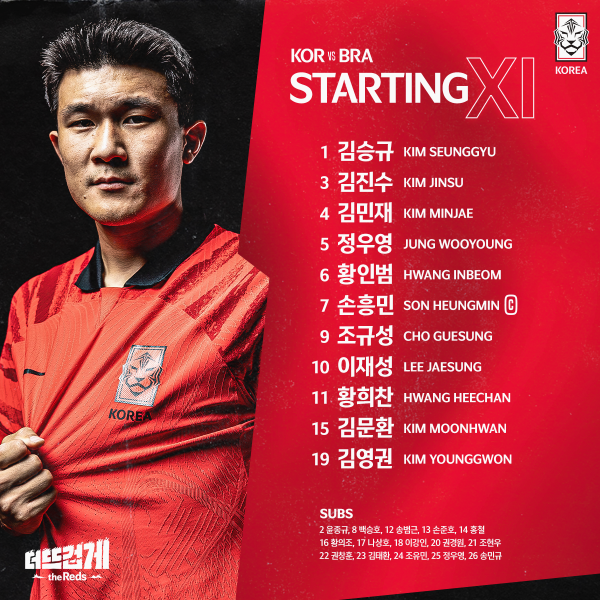 KOR vs BRA
STARTING XI
KOREA
1 김승규 KIM SEUNGGYU
3 김진수 KIM JINSU
4 김민재 KIM MINJAE
5 정우영 JUNG WOOYOUNG
6 황인범 HWANG INBEOM
7 손흥민 SON HEUNGMIN C
9 조규성 CHO GUESUNG
10 이재성 LEE JAESUNG
11 황희찬 HWANG HEECHAN
15 김문환 KIM MOONHWAN
19 김영권 KIM YOUNGGWON
KOREA
SUBS
2 윤종규, 8 백승호, 12 송범근, 13 손준호, 14 홍철
16 황의조, 17 나상호, 18 이강인, 20 권경원, 21 조현우
22 권창훈, 23 김태환, 24 조유민, 25 정우영, 26 송민규
더뜨겁게
the Reds